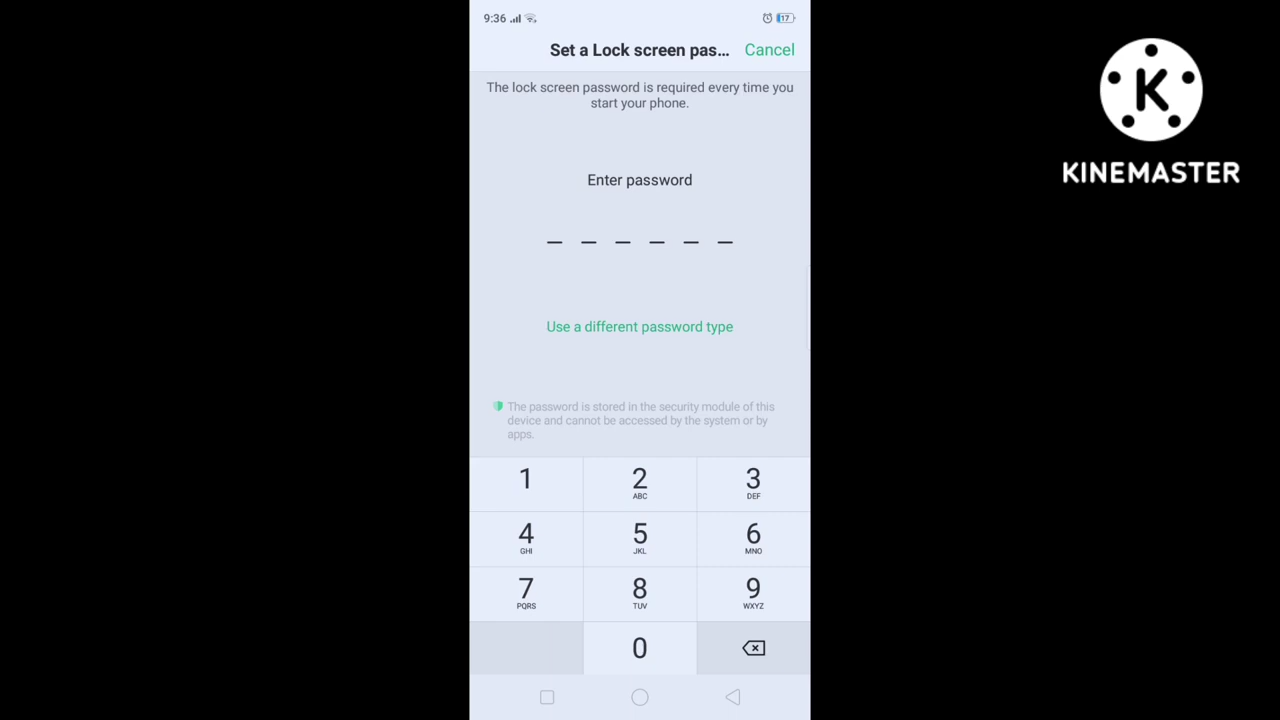 9:36
17
Set a Lock screen pas... Cancel
The lock screen password is required every time you
start your phone.
K
KINEMASTER
Enter password
Use a different password type
The password is stored in the security module of this
device and cannot be accessed by the system or by
apps.
1 2 3
ABC DEF
4 5 6
GHI JKL MNO
7 8 9
PQRS TUV WXYZ
0